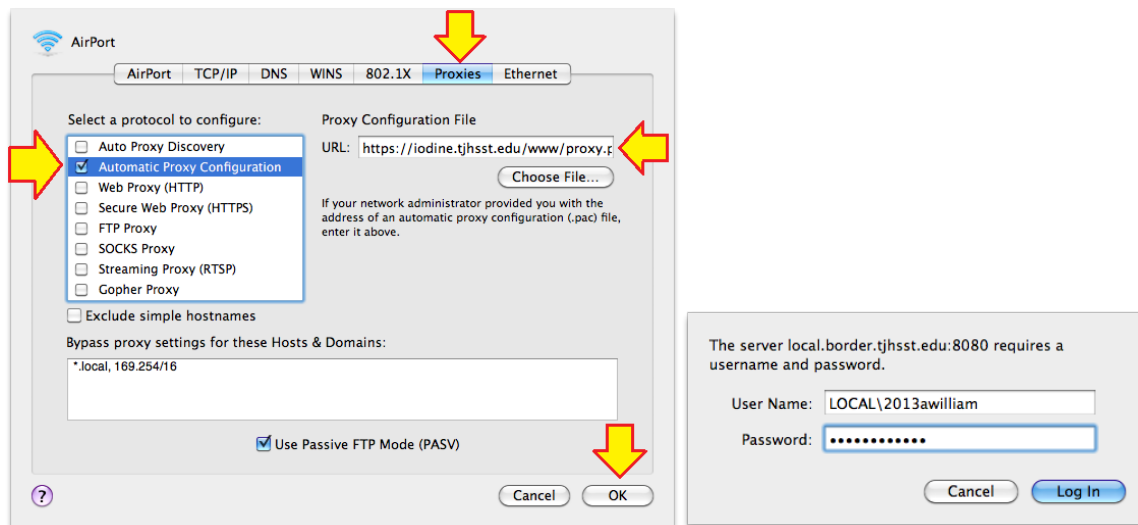 AirPort
AirPort TCP/IP DNS WINS 802.1X Proxies Ethernet
Select a protocol to configure:
Auto Proxy Discovery
Automatic Proxy Configuration
Web Proxy (HTTP)
Secure Web Proxy (HTTPS)
FTP Proxy
SOCKS Proxy
Streaming Proxy (RTSP)
Gopher Proxy
Exclude simple hostnames
Proxy Configuration File
URL: https://iodine.tjhsst.edu/www/proxy.p
Choose File...
If your network administrator provided you with the
address of an automatic proxy configuration (.pac) file,
enter it above.
Bypass proxy settings for these Hosts & Domains:
*.local, 169.254/16
Use Passive FTP Mode (PASV)
? Cancel OK
The server local.border.tjhsst.edu:8080 requires a
username and password.
User Name: LOCAL\2013awilliam
Password: ••••••••••••
Cancel Log In